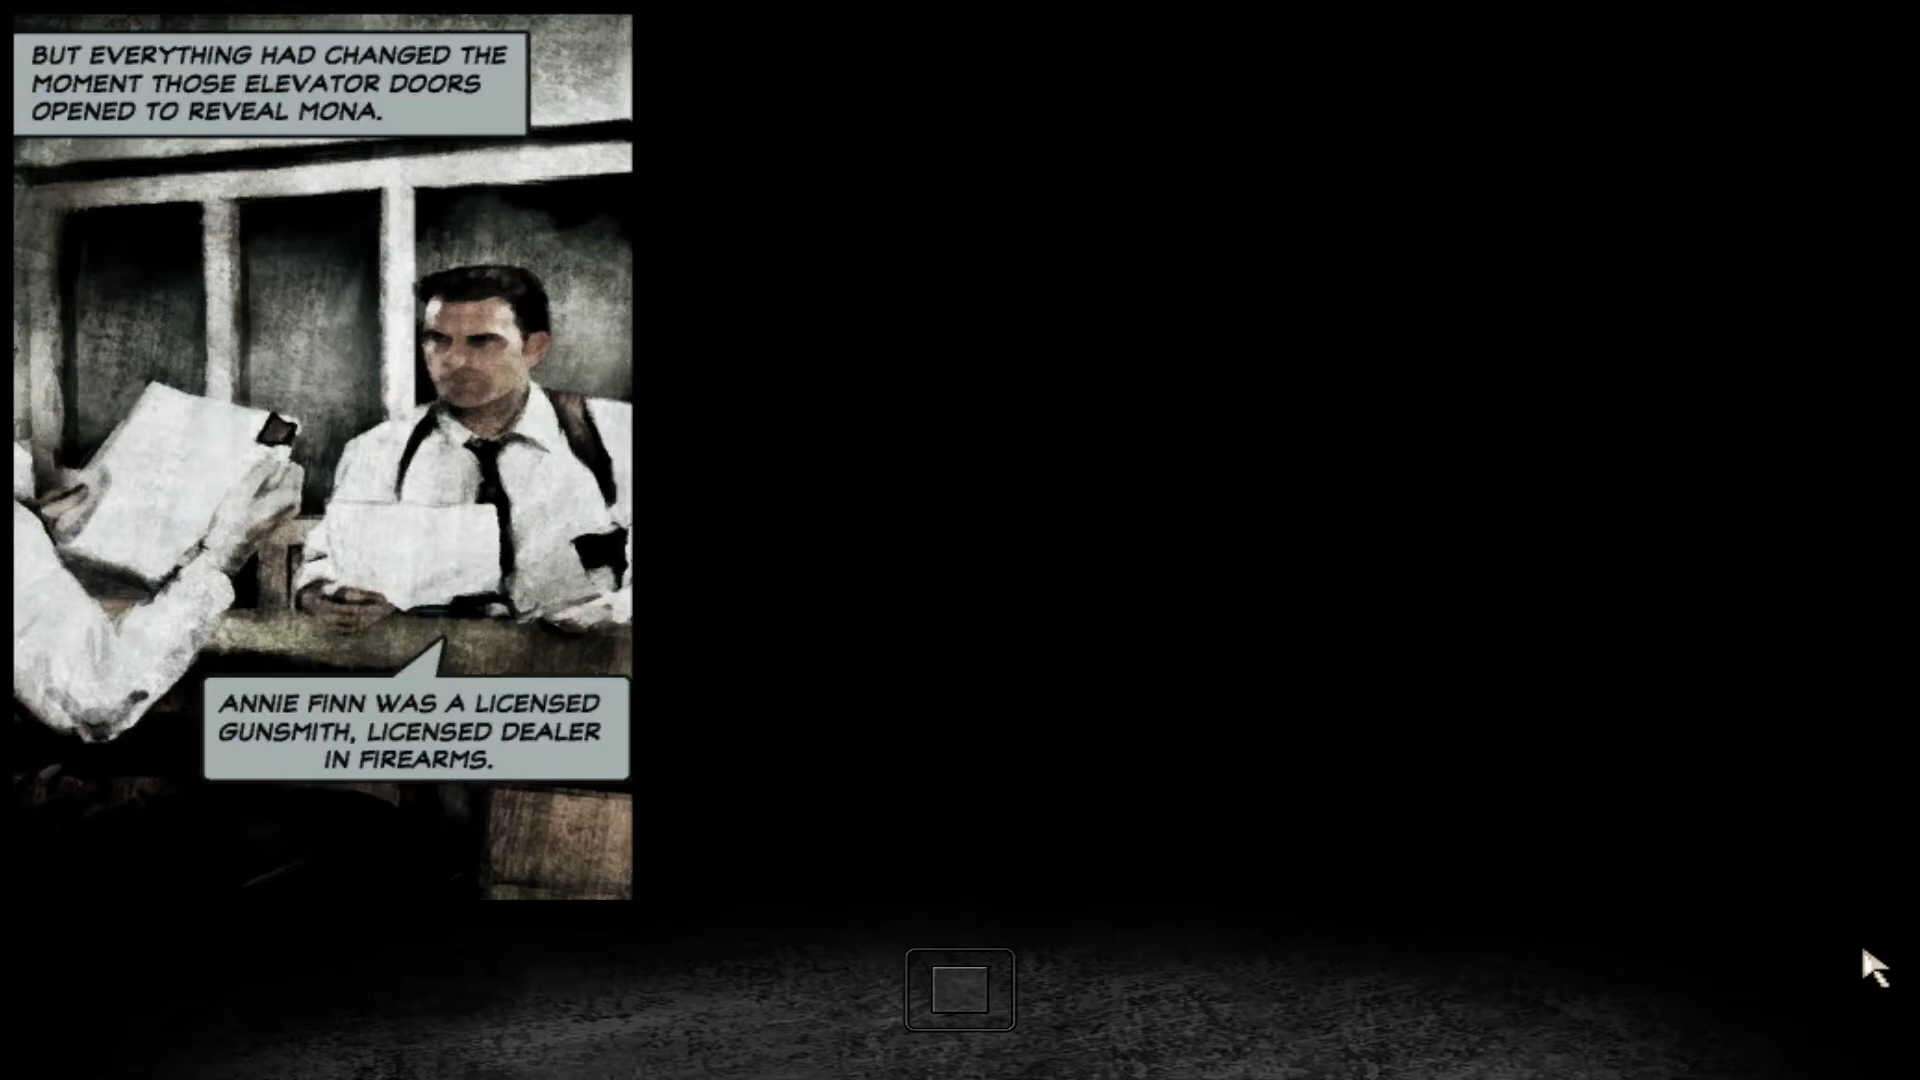 BUT EVERYTHING HAD CHANGED THE
MOMENT THOSE ELEVATOR DOORS
OPENED TO REVEAL MONA.
ANNIE FINN WAS A LICENSED
GUNSMITH, LICENSED DEALER
IN FIREARMS.